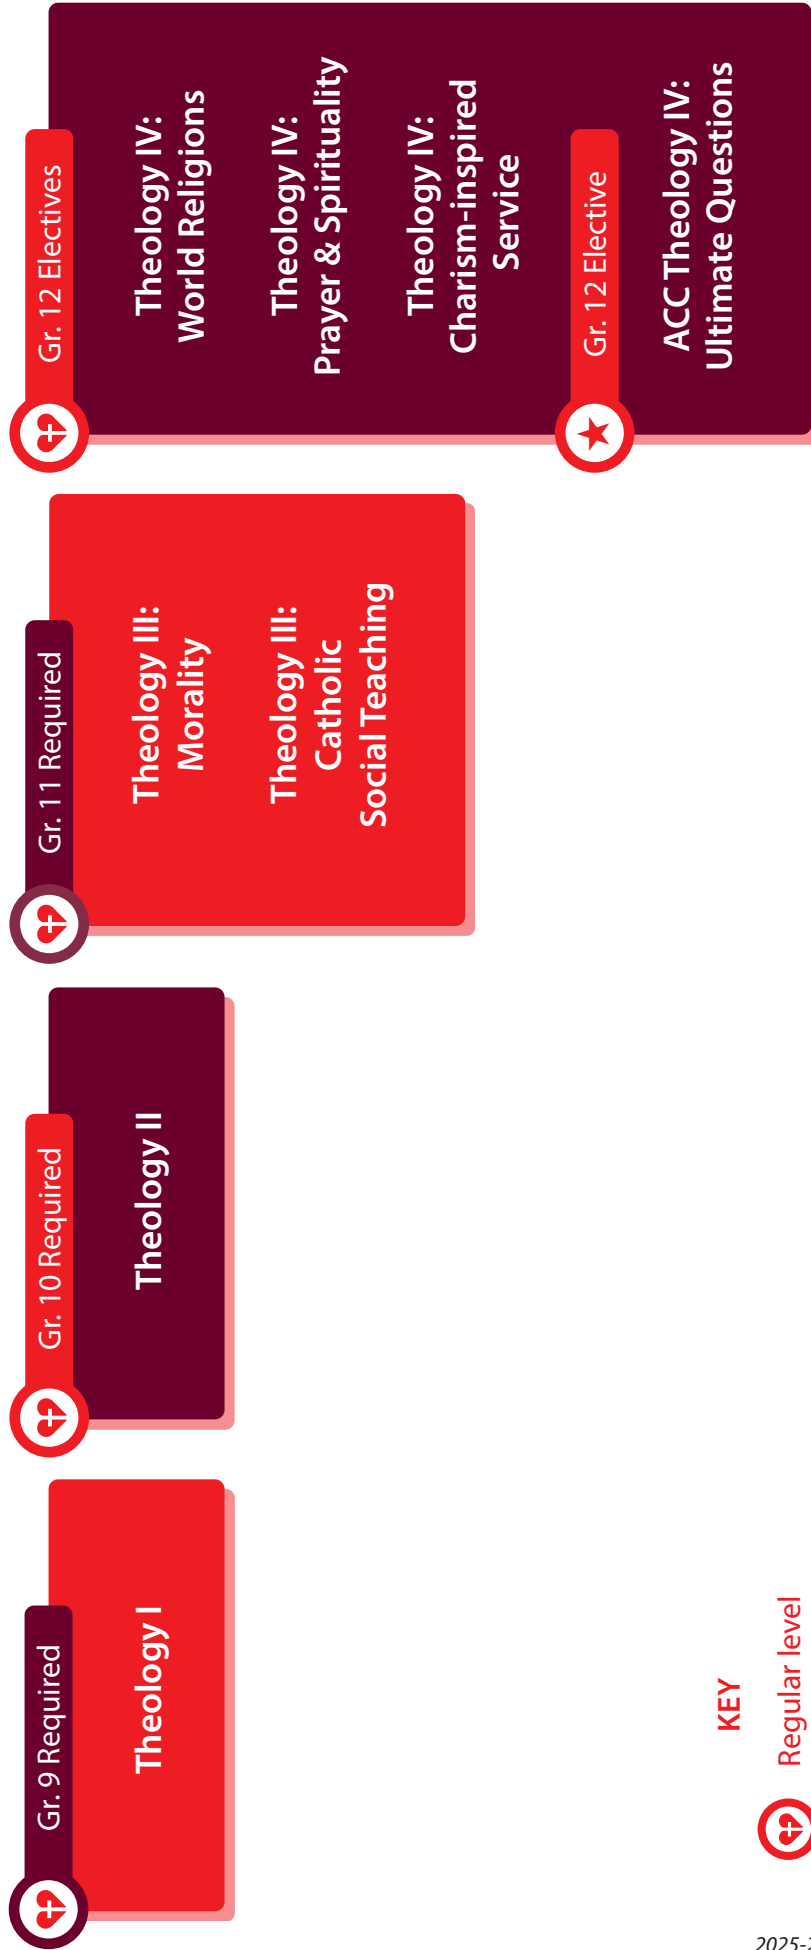 Gr. 9 Required
Theology I
Gr. 10 Required
Theology II
Gr. 11 Required
Theology III:
Morality
Theology III:
Catholic
Social Teaching
Gr. 12 Electives
Theology IV:
World Religions
Theology IV:
Prayer & Spirituality
Theology IV:
Charism-inspired
Service
Gr. 12 Elective
ACC Theology IV:
Ultimate Questions
KEY
Regular level